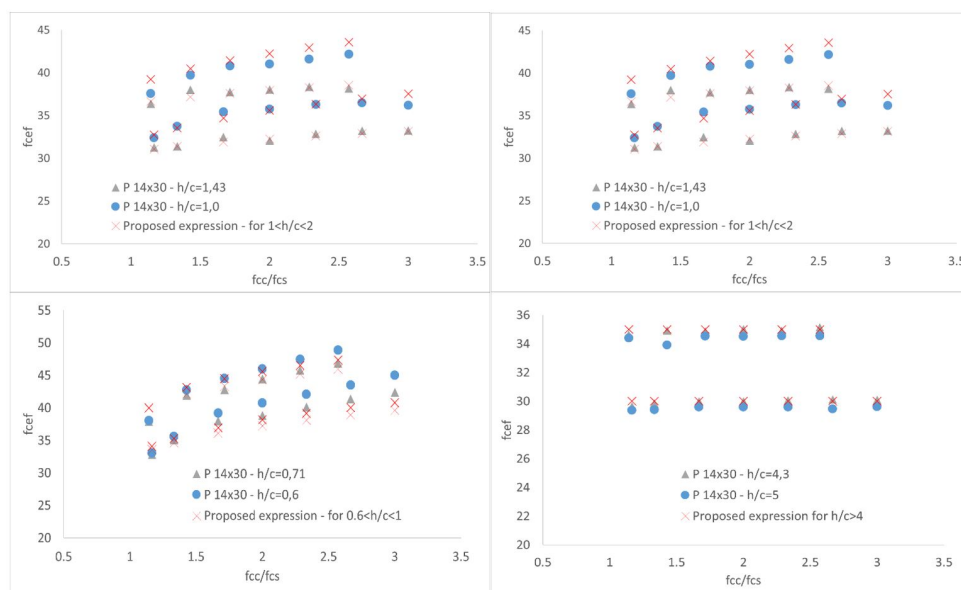 45
40
35
30
25
20
fcef
P 14x30 - h/c=1,43
P 14x30 - h/c=1,0
Proposed expression - for 1<h/c<2
0.5 1 1.5 2 2.5 3 3.5
fcc/fcs
45
40
35
30
25
20
fcef
P 14x30 - h/c=1,43
P 14x30 - h/c=1,0
Proposed expression - for 1<h/c<2
0.5 1 1.5 2 2.5 3 3.5
fcc/fcs
55
50
45
40
35
30
25
20
fcef
P 14x30 - h/c=0,71
P 14x30 - h/c=0,6
Proposed expression - for 0.6<h/c<1
0.5 1 1.5 2 2.5 3 3.5
fcc/fcs
36
34
32
30
28
26
24
22
20
fcef
P 14x30 - h/c=4,3
P 14x30 - h/c=5
Proposed expression for h/c>4
0.5 1 1.5 2 2.5 3 3.5
fcc/fcs